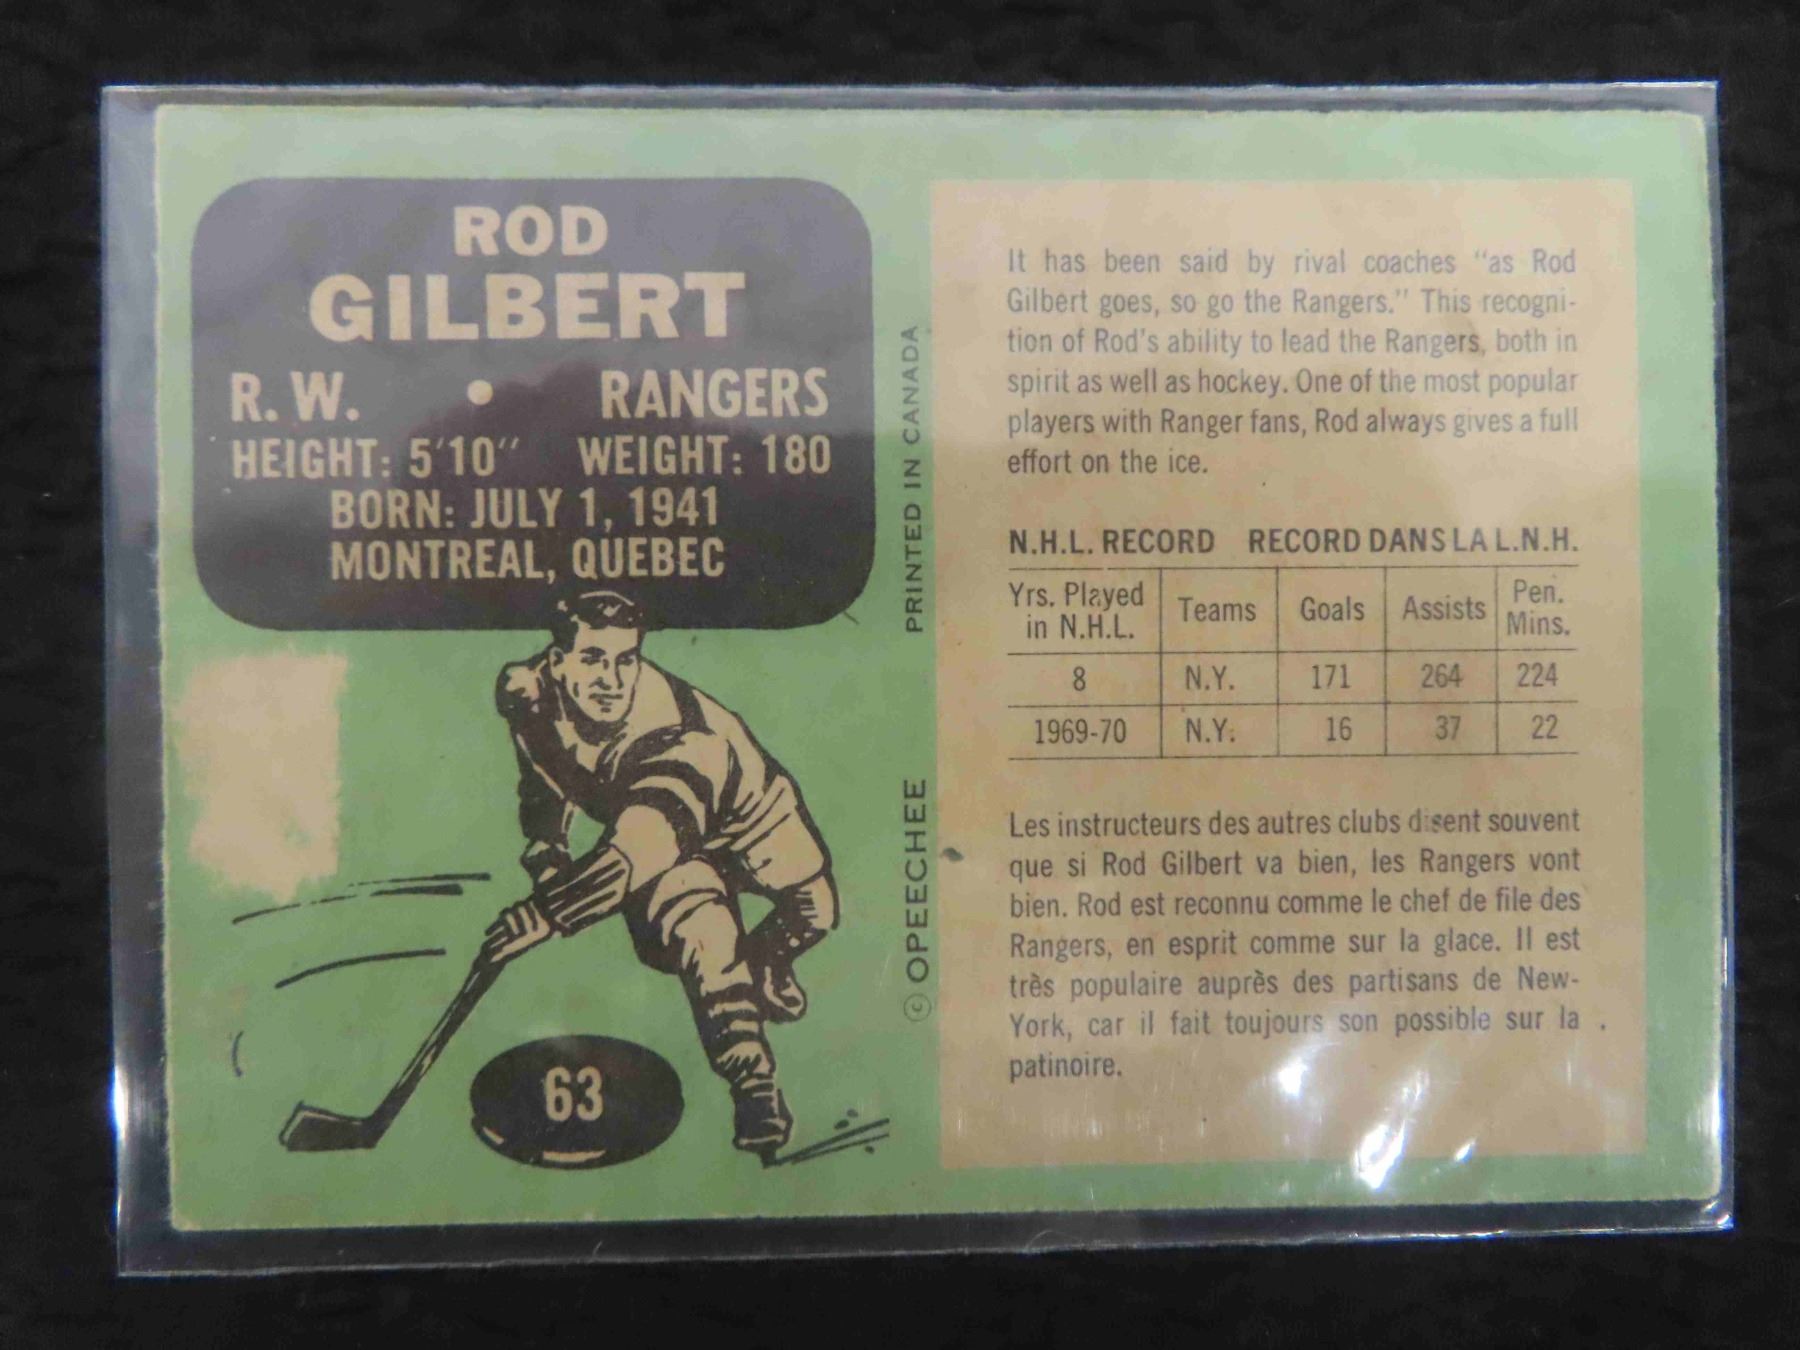 ROD
GILBERT
R. W. • RANGERS
HEIGHT: 5'10" WEIGHT: 180
BORN: JULY 1, 1941
MONTREAL, QUEBEC
63
© OPEECHEE PRINTED IN CANADA
It has been said by rival coaches "as Rod
Gilbert goes, so go the Rangers." This recogni-
tion of Rod's ability to lead the Rangers, both in
spirit as well as hockey. One of the most popular
players with Ranger fans, Rod always gives a full
effort on the ice.
N.H.L. RECORD RECORD DANS LA L.N.H.
Yrs. Played in N.H.L. Teams Goals Assists Pen. Mins.
8 N.Y. 171 264 224
1969-70 N.Y. 16 37 22
Les instructeurs des autres clubs disent souvent
que si Rod Gilbert va bien, les Rangers vont
bien. Rod est reconnu comme le chef de file des
Rangers, en esprit comme sur la glace. Il est
très populaire auprès des partisans de New-
York, car il fait toujours son possible sur la
patinoire.